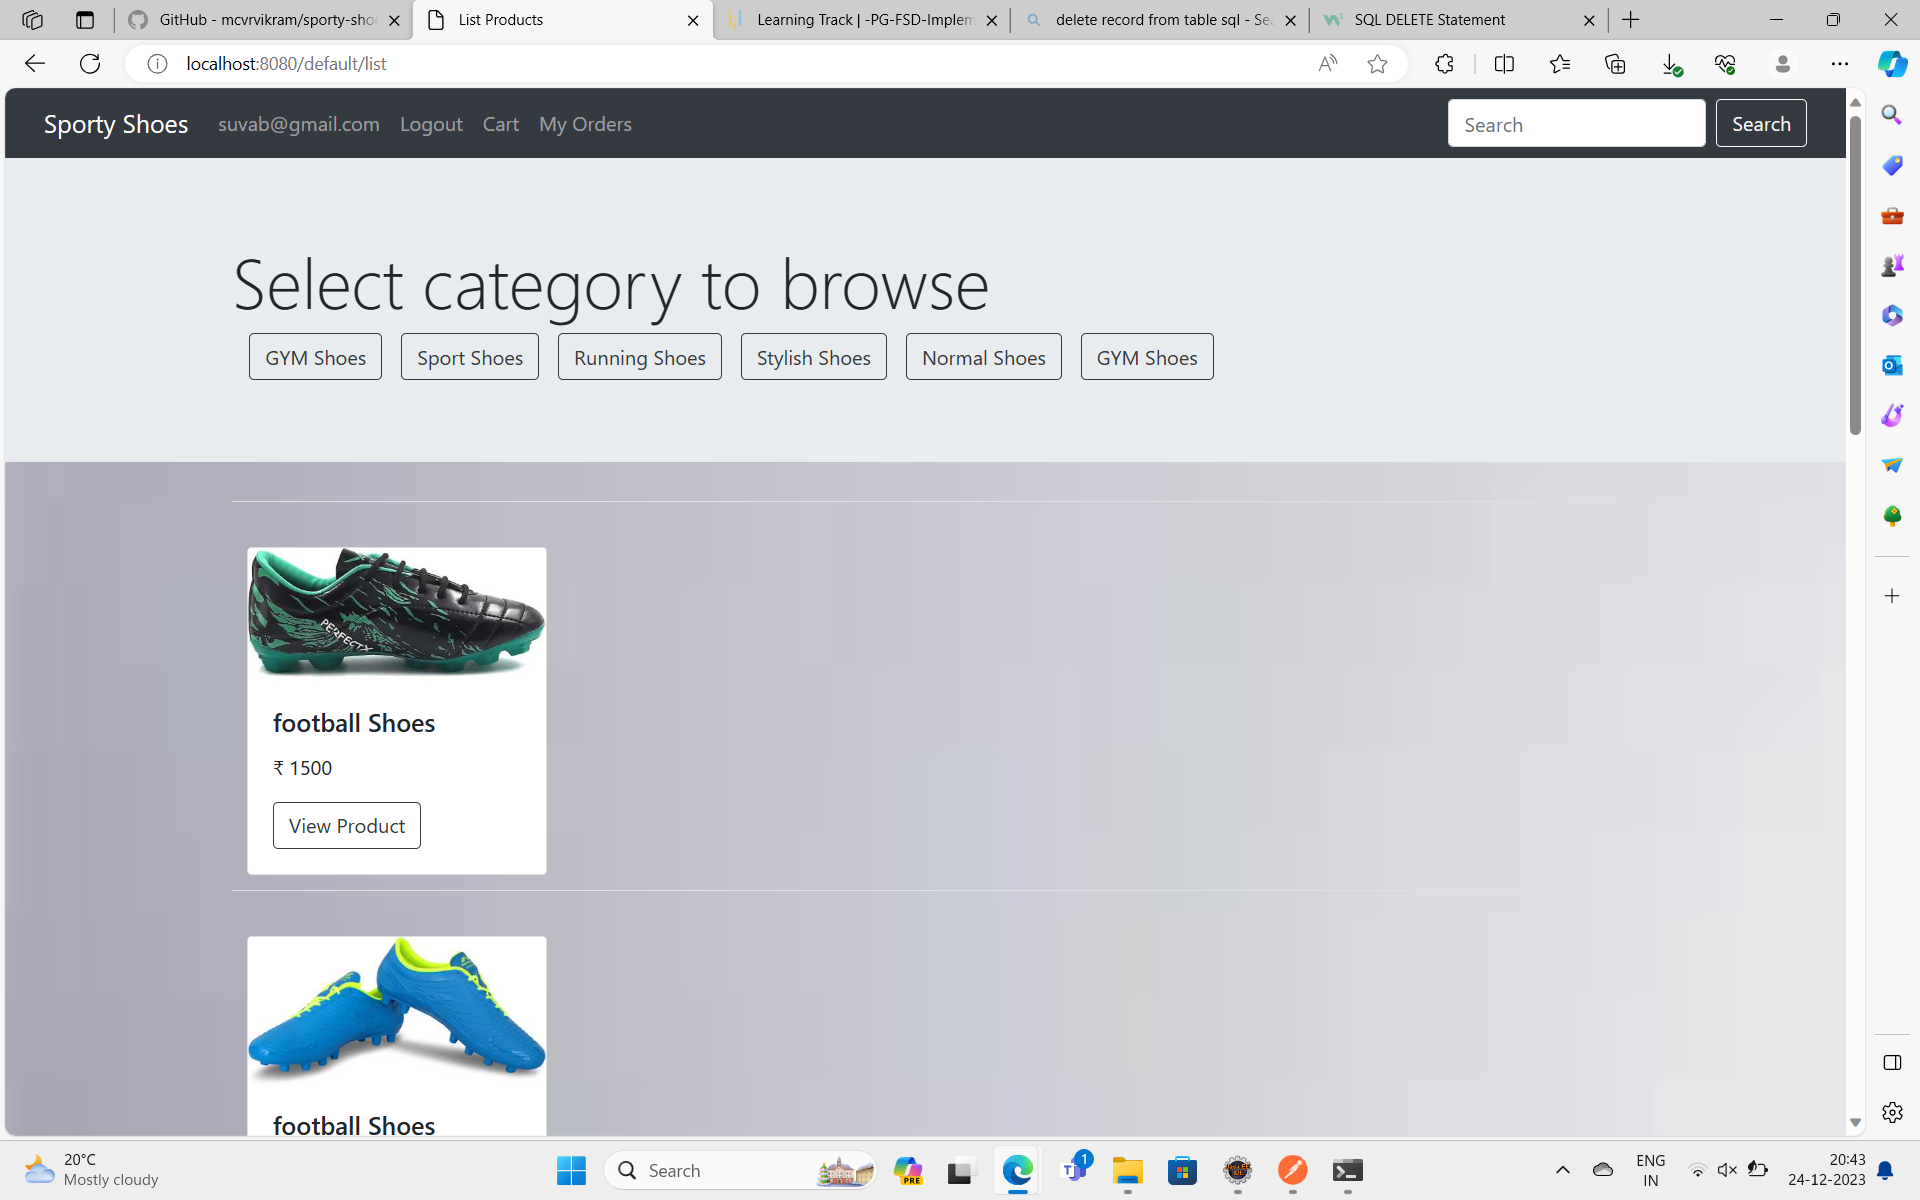 GitHub - mcvrvikram/sporty-sho
List Products
Learning Track | -PG-FSD-Implem
delete record from table sql - Sea
SQL DELETE Statement
localhost:8080/default/list
Sporty Shoes
suvab@gmail.com
Logout
Cart
My Orders
Search
Search
Select category to browse
GYM Shoes
Sport Shoes
Running Shoes
Stylish Shoes
Normal Shoes
GYM Shoes
PERFECTX
football Shoes
₹ 1500
View Product
football Shoes
20°C
Mostly cloudy
Search
PRE
1
ENG
IN
20:43
24-12-2023